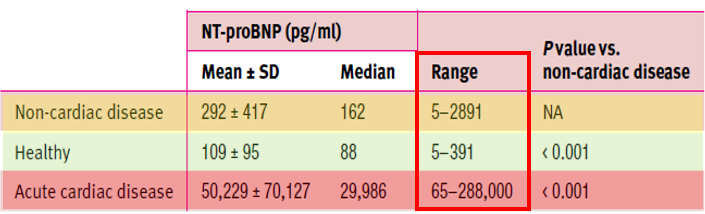 NT-proBNP (pg/ml)
P value vs.
Mean ± SD Median Range non-cardiac disease
Non-cardiac disease 292 ± 417 162 5–2891 NA
Healthy 109 ± 95 88 5–391 < 0.001
Acute cardiac disease 50,229 ± 70,127 29,986 65–288,000 < 0.001